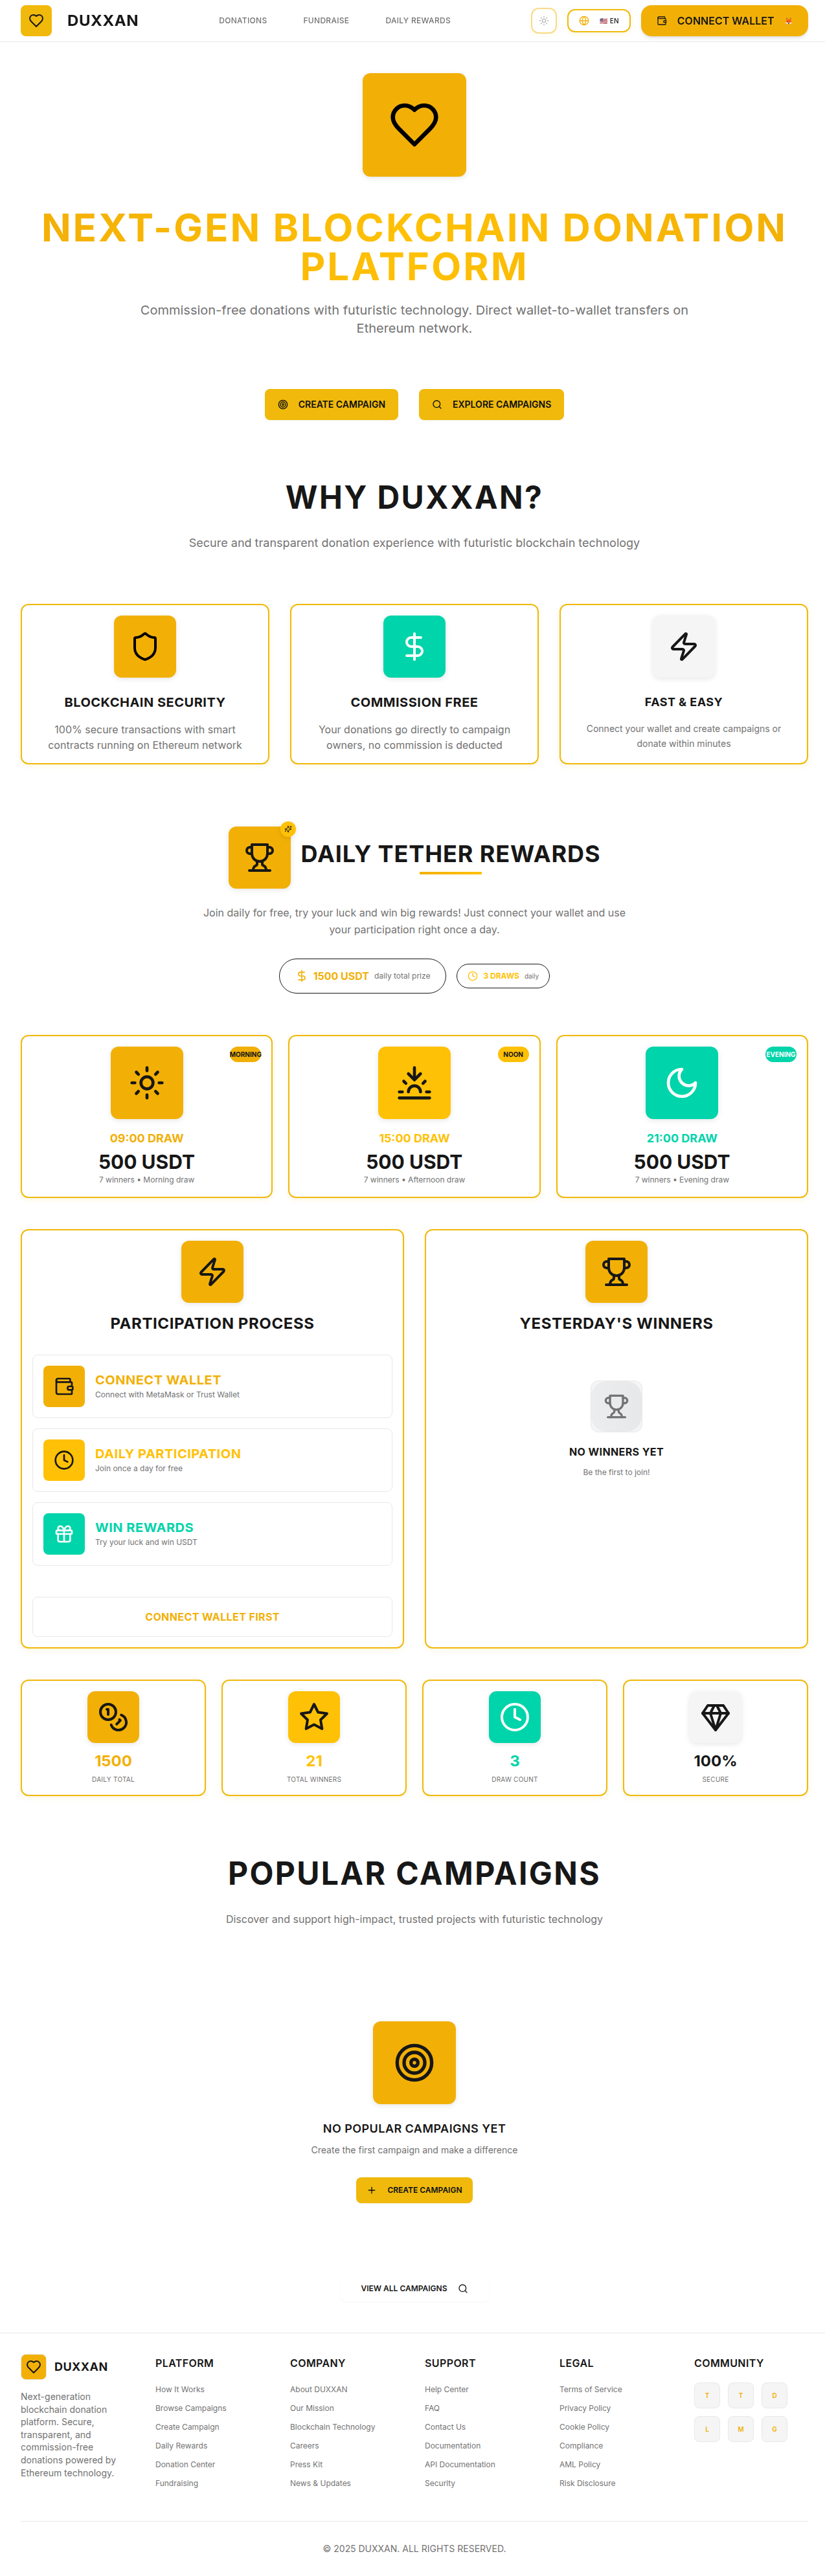 DUXXAN
DONATIONS
FUNDRAISE
DAILY REWARDS
🇺🇸 EN
CONNECT WALLET 🦊
NEXT-GEN BLOCKCHAIN DONATION
PLATFORM
Commission-free donations with futuristic technology. Direct wallet-to-wallet transfers on
Ethereum network.
CREATE CAMPAIGN
EXPLORE CAMPAIGNS
WHY DUXXAN?
Secure and transparent donation experience with futuristic blockchain technology
BLOCKCHAIN SECURITY
100% secure transactions with smart
contracts running on Ethereum network
COMMISSION FREE
Your donations go directly to campaign
owners, no commission is deducted
FAST & EASY
Connect your wallet and create campaigns or
donate within minutes
DAILY TETHER REWARDS
Join daily for free, try your luck and win big rewards! Just connect your wallet and use
your participation right once a day.
1500 USDT daily total prize
3 DRAWS daily
MORNING
09:00 DRAW
500 USDT
7 winners • Morning draw
NOON
15:00 DRAW
500 USDT
7 winners • Afternoon draw
EVENING
21:00 DRAW
500 USDT
7 winners • Evening draw
PARTICIPATION PROCESS
CONNECT WALLET
Connect with MetaMask or Trust Wallet
DAILY PARTICIPATION
Join once a day for free
WIN REWARDS
Try your luck and win USDT
CONNECT WALLET FIRST
YESTERDAY'S WINNERS
NO WINNERS YET
Be the first to join!
1500
DAILY TOTAL
21
TOTAL WINNERS
3
DRAW COUNT
100%
SECURE
POPULAR CAMPAIGNS
Discover and support high-impact, trusted projects with futuristic technology
NO POPULAR CAMPAIGNS YET
Create the first campaign and make a difference
CREATE CAMPAIGN
VIEW ALL CAMPAIGNS
DUXXAN
Next-generation
blockchain donation
platform. Secure,
transparent, and
commission-free
donations powered by
Ethereum technology.
PLATFORM
How It Works
Browse Campaigns
Create Campaign
Daily Rewards
Donation Center
Fundraising
COMPANY
About DUXXAN
Our Mission
Blockchain Technology
Careers
Press Kit
News & Updates
SUPPORT
Help Center
FAQ
Contact Us
Documentation
API Documentation
Security
LEGAL
Terms of Service
Privacy Policy
Cookie Policy
Compliance
AML Policy
Risk Disclosure
COMMUNITY
T T D
L M G
© 2025 DUXXAN. ALL RIGHTS RESERVED.